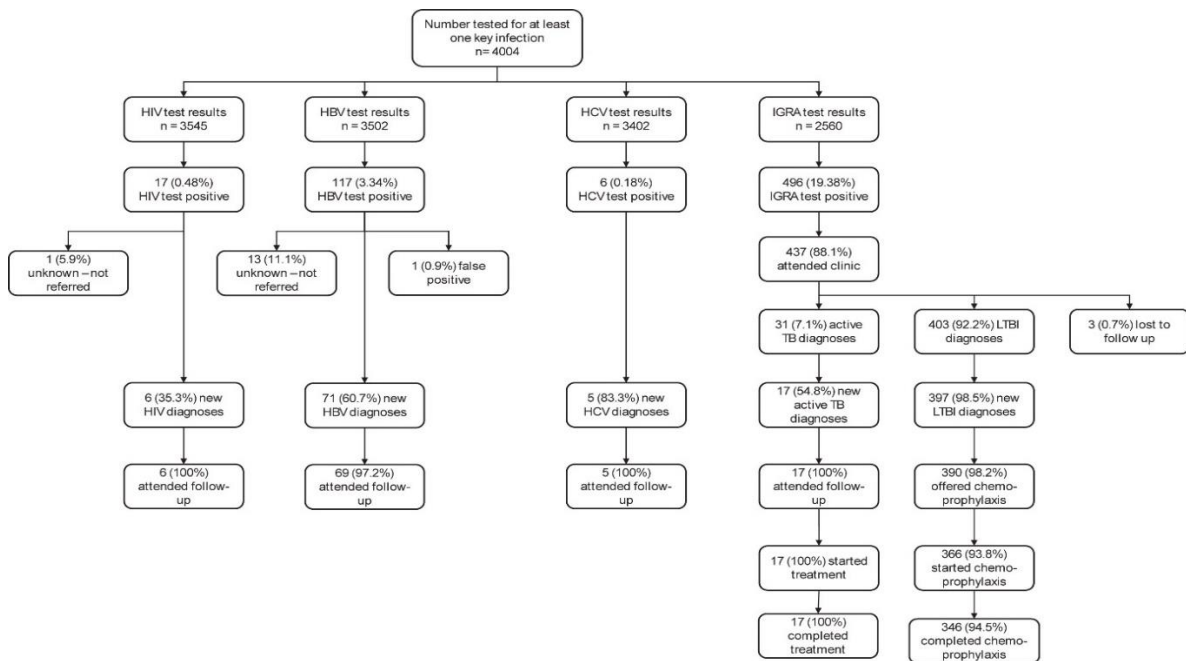 Number tested for at least
one key infection
n= 4004
HIV test results
n = 3545
HBV test results
n = 3502
HCV test results
n = 3402
IGRA test results
n = 2560
17 (0.48%)
HIV test positive
117 (3.34%)
HBV test positive
6 (0.18%)
HCV test positive
496 (19.38%)
IGRA test positive
1 (5.9%)
unknown – not
referred
13 (11.1%)
unknown – not
referred
1 (0.9%) false
positive
437 (88.1%)
attended clinic
31 (7.1%) active
TB diagnoses
403 (92.2%) LTBI
diagnoses
3 (0.7%) lost to
follow up
6 (35.3%) new
HIV diagnoses
71 (60.7%) new
HBV diagnoses
5 (83.3%) new
HCV diagnoses
17 (54.8%) new
active TB
diagnoses
397 (98.5%) new
LTBI diagnoses
6 (100%)
attended follow-
up
69 (97.2%)
attended follow-
up
5 (100%)
attended follow-
up
17 (100%)
attended follow-
up
390 (98.2%)
offered chemo-
prophylaxis
17 (100%) started
treatment
366 (93.8%)
started chemo-
prophylaxis
17 (100%)
completed
treatment
346 (94.5%)
completed chemo-
prophylaxis